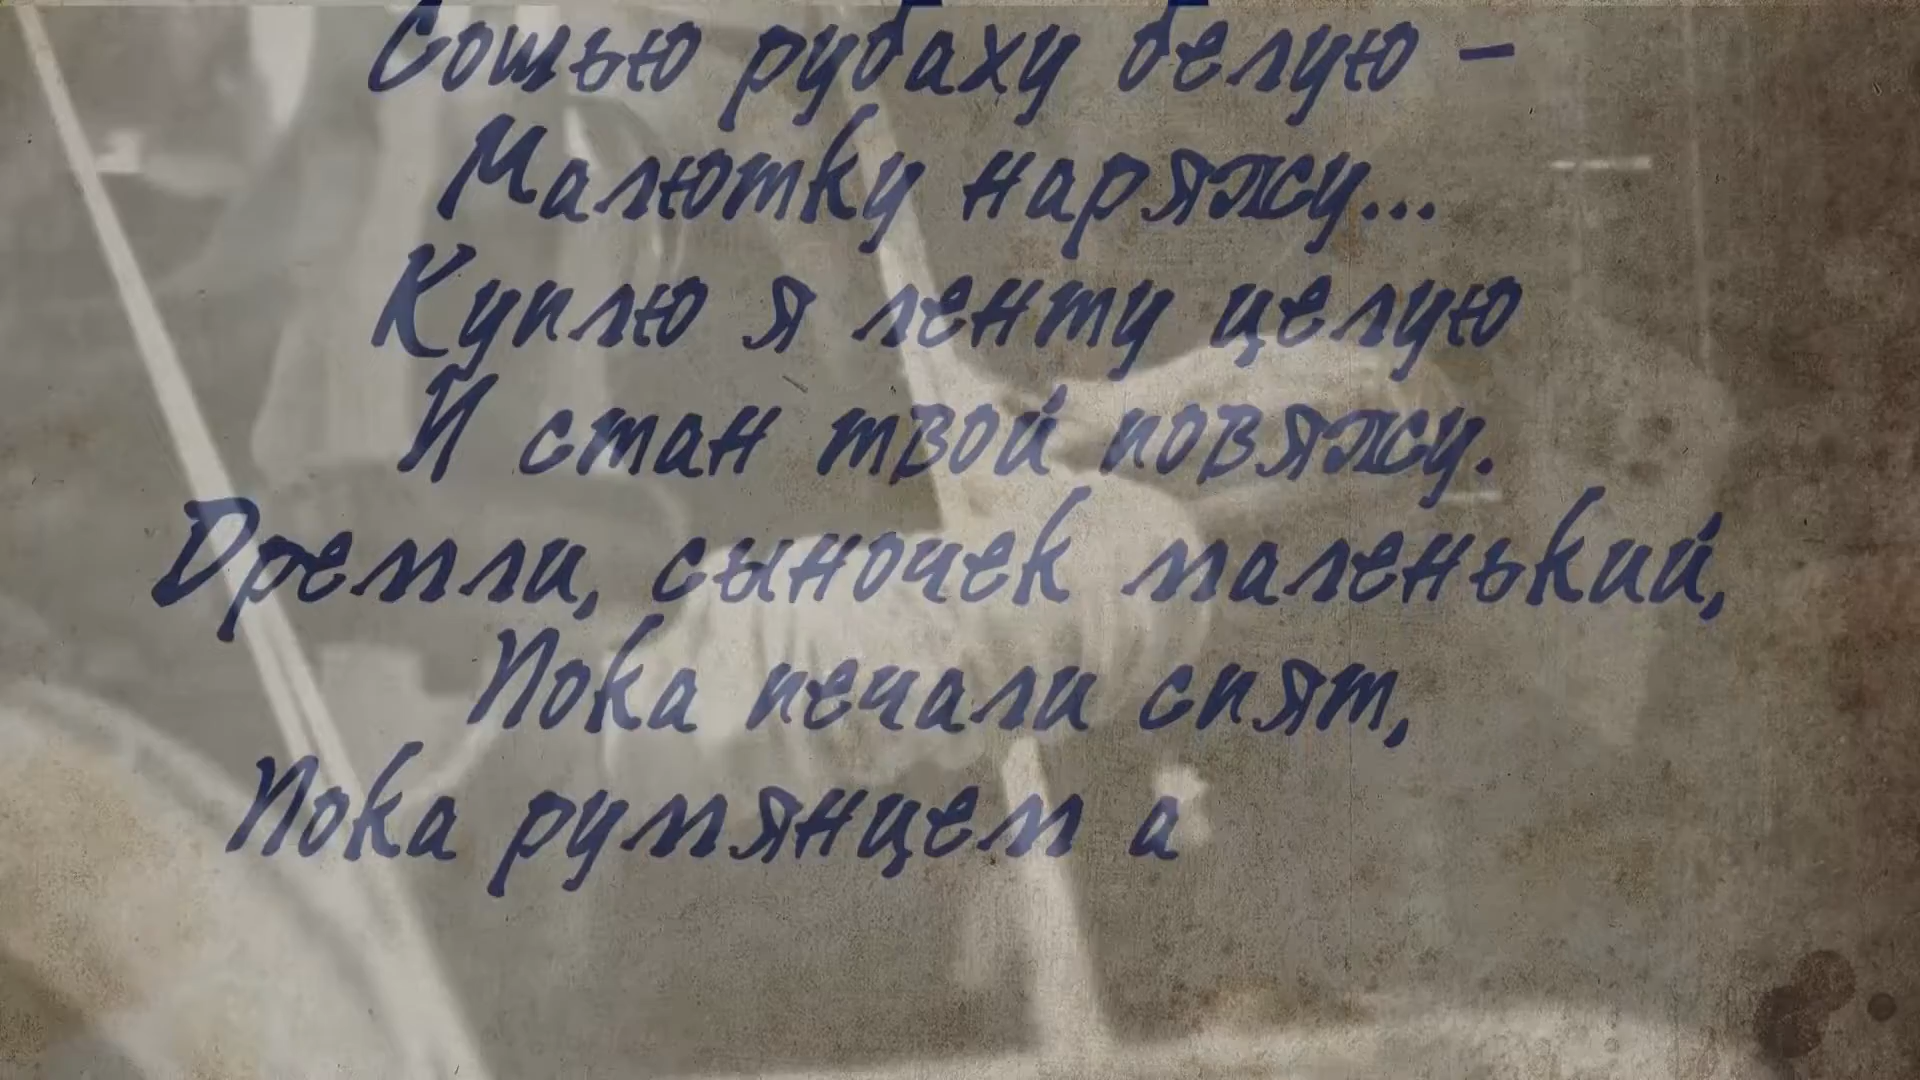 Сошью рубаху белую –
Малютку наряжу...
Куплю я ленту целую
И стан твой повяжу.
Дремли, сыночек маленький,
Пока печали спят,
Пока румянцем а